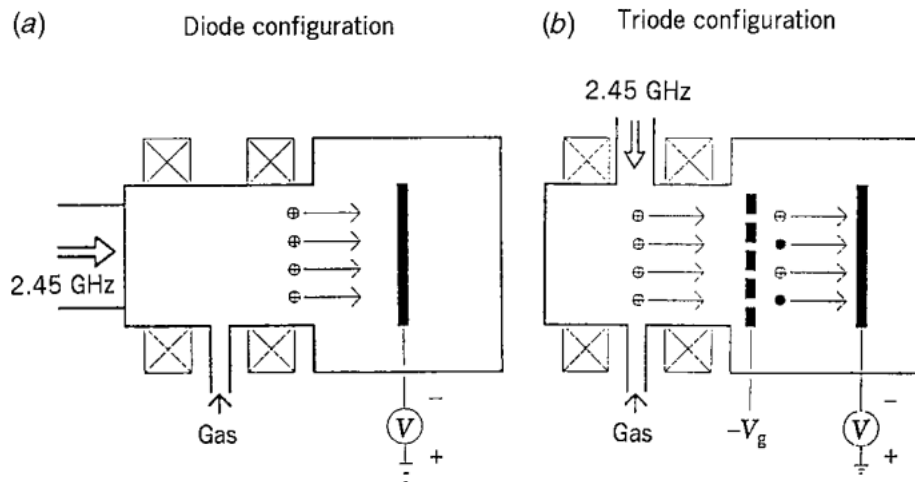 (a) Diode configuration
2.45 GHz
Gas
−
V
+
(b) Triode configuration
2.45 GHz
Gas
−Vg
−
V
+